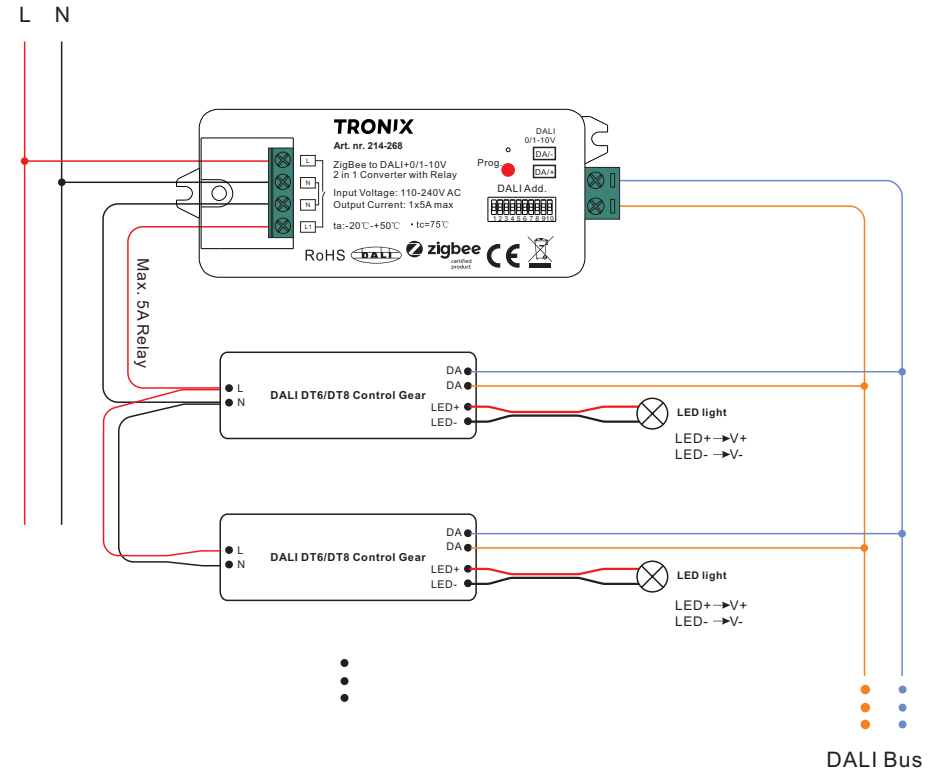 L N
TRONIX
Art. nr. 214-268
ZigBee to DALI+0/1-10V
2 in 1 Converter with Relay
Input Voltage: 110-240V AC
Output Current: 1x5A max
ta:-20℃-+50℃ • tc=75℃
L
N
N
L1
Prog.
DALI
0/1-10V
DA/-
DA/+
DALI Add.
1 2 3 4 5 6 7 8 9 10
RoHS
DALI
zigbee
certified
product
CE
Max. 5A Relay
L
N
DALI DT6/DT8 Control Gear
DA
DA
LED+
LED-
LED light
LED+→V+
LED- →V-
L
N
DALI DT6/DT8 Control Gear
DA
DA
LED+
LED-
LED light
LED+→V+
LED- →V-
DALI Bus